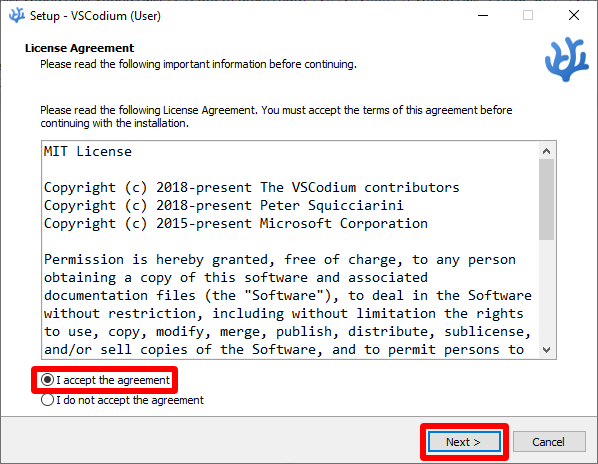 Setup - VSCodium (User)
License Agreement
Please read the following important information before continuing.
Please read the following License Agreement. You must accept the terms of this agreement before
continuing with the installation.
MIT License
Copyright (c) 2018-present The VSCodium contributors
Copyright (c) 2018-present Peter Squicciarini
Copyright (c) 2015-present Microsoft Corporation
Permission is hereby granted, free of charge, to any person
obtaining a copy of this software and associated
documentation files (the "Software"), to deal in the Software
without restriction, including without limitation the rights
to use, copy, modify, merge, publish, distribute, sublicense,
and/or sell copies of the Software, and to permit persons to
I accept the agreement
I do not accept the agreement
Next >
Cancel